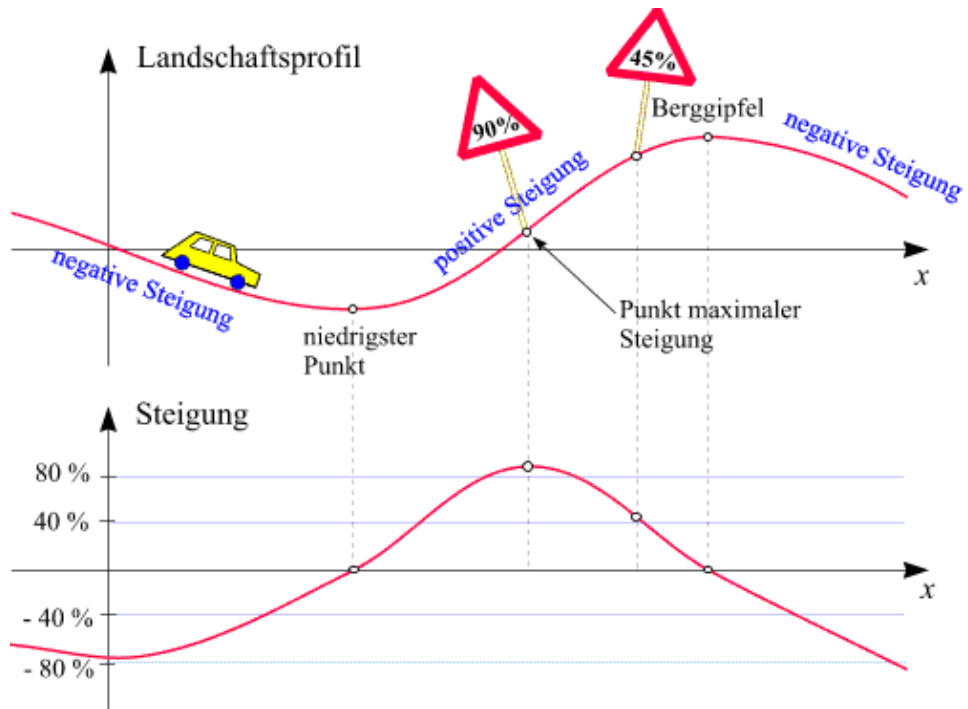 Landschaftsprofil
45%
90%
Berggipfel
negative Steigung
positive Steigung
negative Steigung
x
niedrigster
Punkt
Punkt maximaler
Steigung
Steigung
80 %
40 %
x
- 40 %
- 80 %